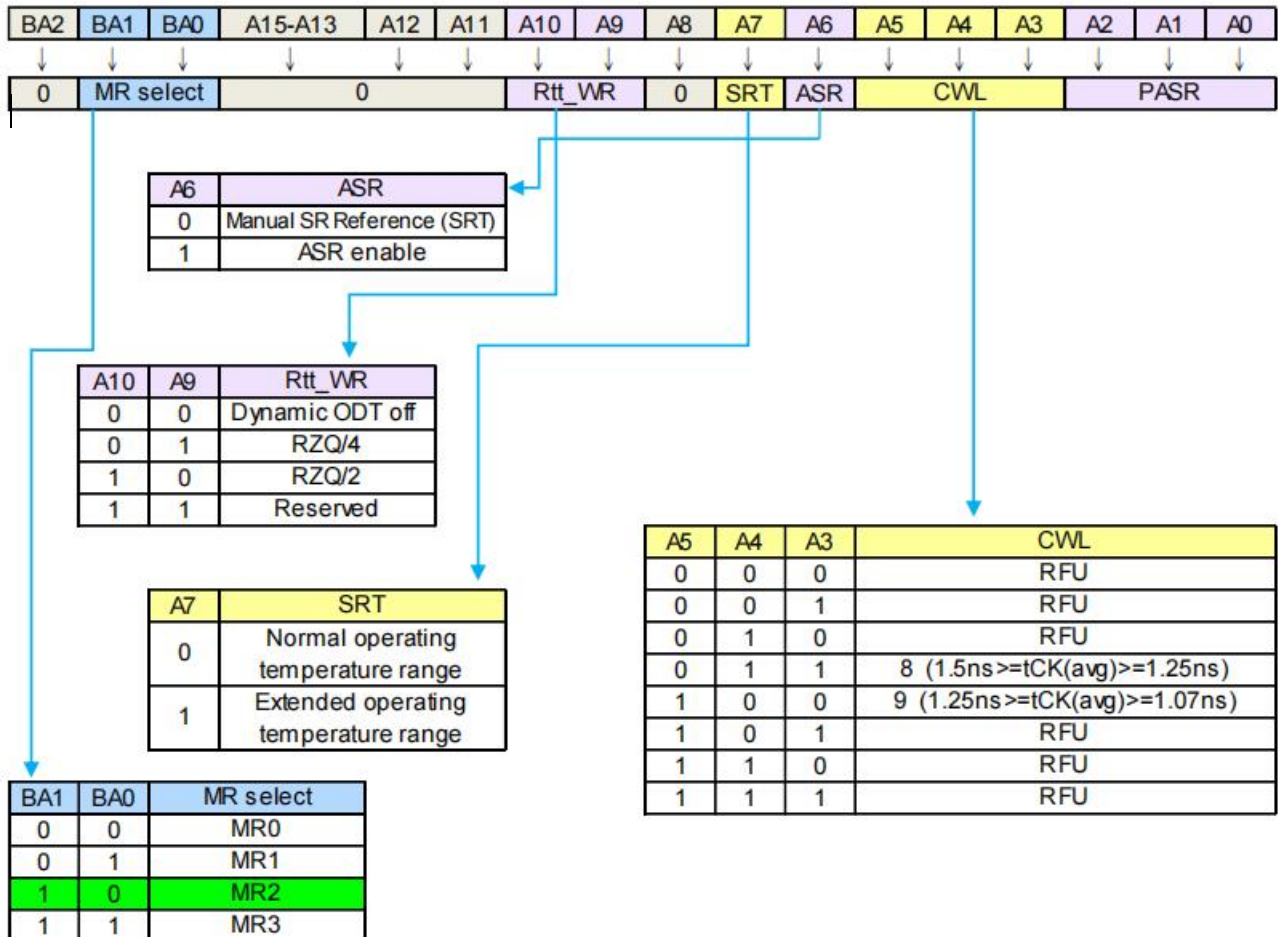 BA2 BA1 BA0 A15-A13 A12 A11 A10 A9 A8 A7 A6 A5 A4 A3 A2 A1 A0
0 MR select 0 Rtt_WR 0 SRT ASR CWL PASR
A6 ASR
0 Manual SR Reference (SRT)
1 ASR enable
A10 A9 Rtt_WR
0 0 Dynamic ODT off
0 1 RZQ/4
1 0 RZQ/2
1 1 Reserved
A7 SRT
0 Normal operating
temperature range
1 Extended operating
temperature range
A5 A4 A3 CWL
0 0 0 RFU
0 0 1 RFU
0 1 0 RFU
0 1 1 8 (1.5ns>=tCK(avg)>=1.25ns)
1 0 0 9 (1.25ns>=tCK(avg)>=1.07ns)
1 0 1 RFU
1 1 0 RFU
1 1 1 RFU
BA1 BA0 MR select
0 0 MR0
0 1 MR1
1 0 MR2
1 1 MR3